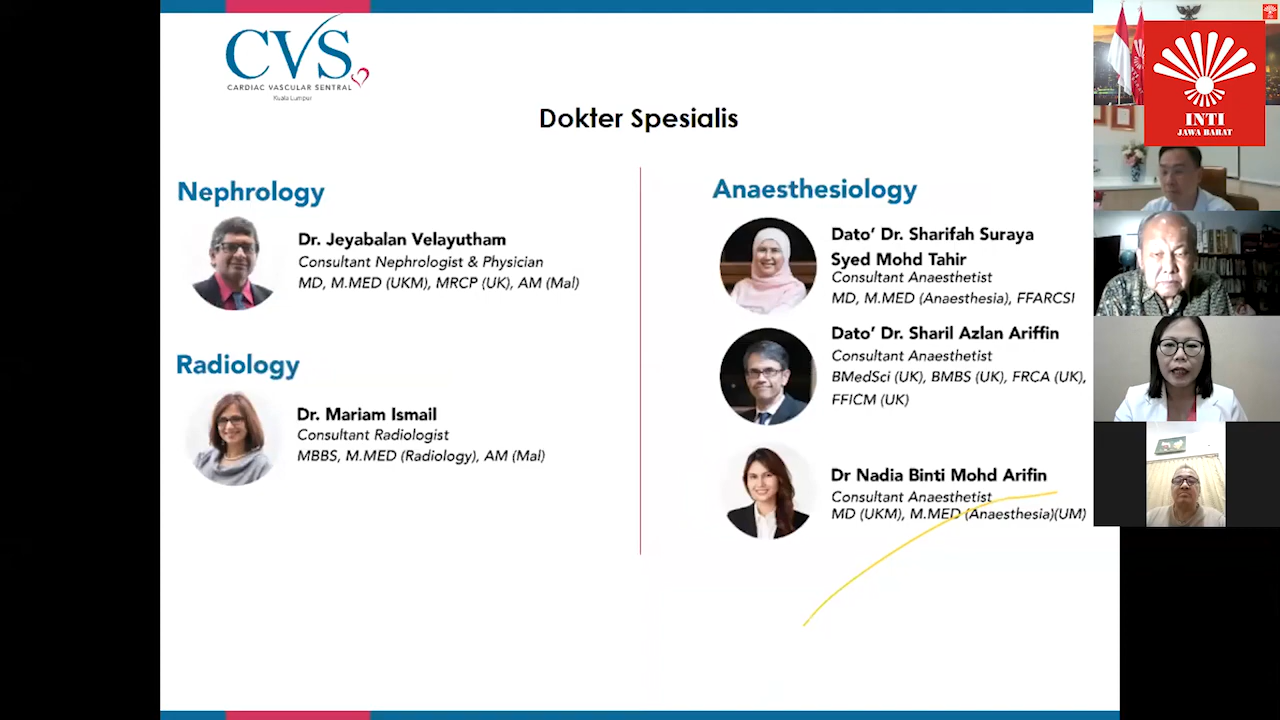 CVS
CARDIAC VASCULAR SENTRAL
Kuala Lumpur
Dokter Spesialis
Nephrology
Dr. Jeyabalan Velayutham
Consultant Nephrologist & Physician
MD, M.MED (UKM), MRCP (UK), AM (Mal)
Radiology
Dr. Mariam Ismail
Consultant Radiologist
MBBS, M.MED (Radiology), AM (Mal)
Anaesthesiology
Dato’ Dr. Sharifah Suraya
Syed Mohd Tahir
Consultant Anaesthetist
MD, M.MED (Anaesthesia), FFARCSI
Dato’ Dr. Sharil Azlan Ariffin
Consultant Anaesthetist
BMedSci (UK), BMBS (UK), FRCA (UK),
FFICM (UK)
Dr Nadia Binti Mohd Arifin
Consultant Anaesthetist
MD (UKM), M.MED (Anaesthesia)(UM)
INTI
JAWA BARAT